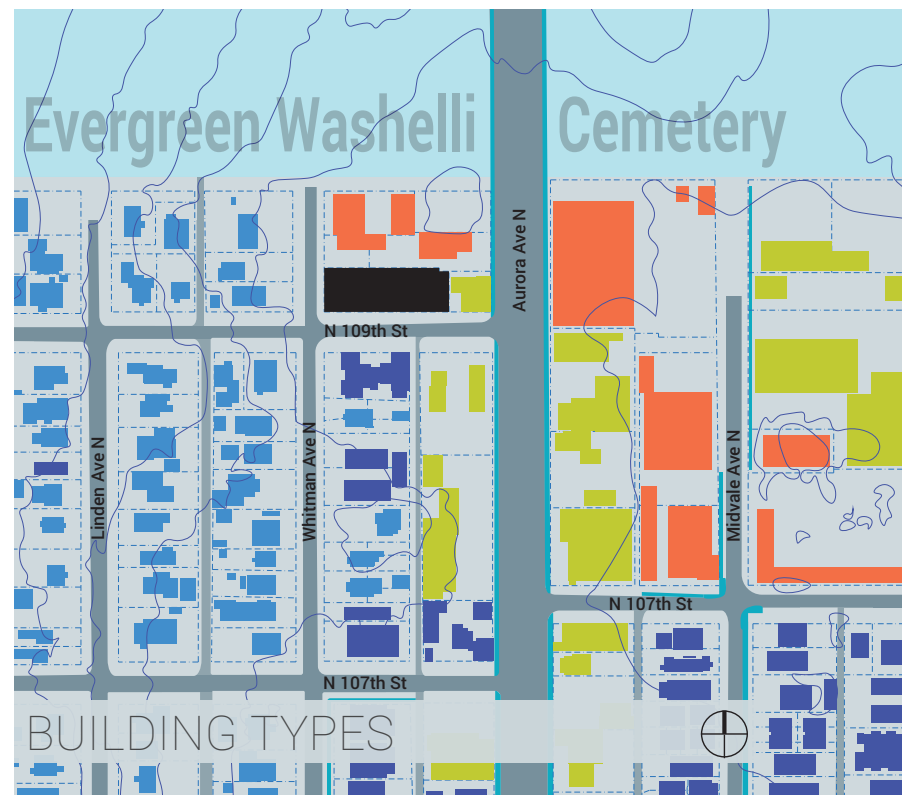 Evergreen Washelli Cemetery
Aurora Ave N
N 109th St
Linden Ave N
Whitman Ave N
Midvale Ave N
N 107th St
N 107th St
BUILDING TYPES